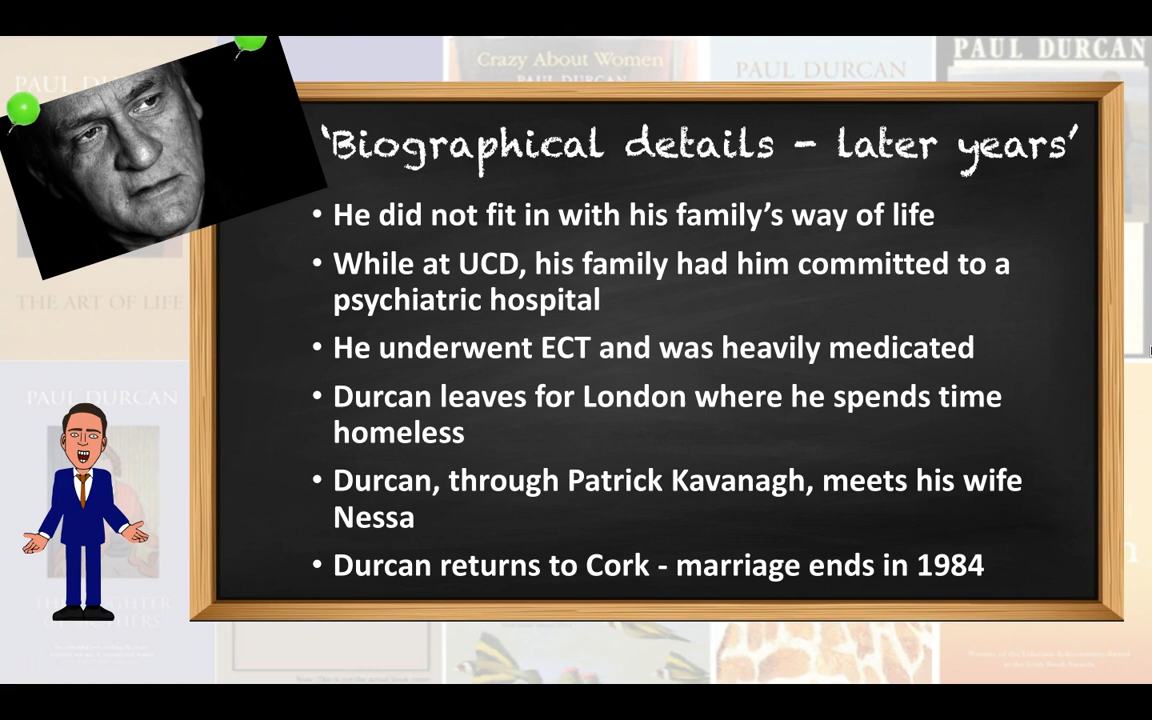 Crazy About Women
PAUL DURCAN
PAUL DURCAN
PAUL DURCAN
‘Biographical details – later years’
• He did not fit in with his family’s way of life
• While at UCD, his family had him committed to a
psychiatric hospital
• He underwent ECT and was heavily medicated
• Durcan leaves for London where he spends time
homeless
• Durcan, through Patrick Kavanagh, meets his wife
Nessa
• Durcan returns to Cork - marriage ends in 1984
THE ART OF LIFE
PAUL DURCAN